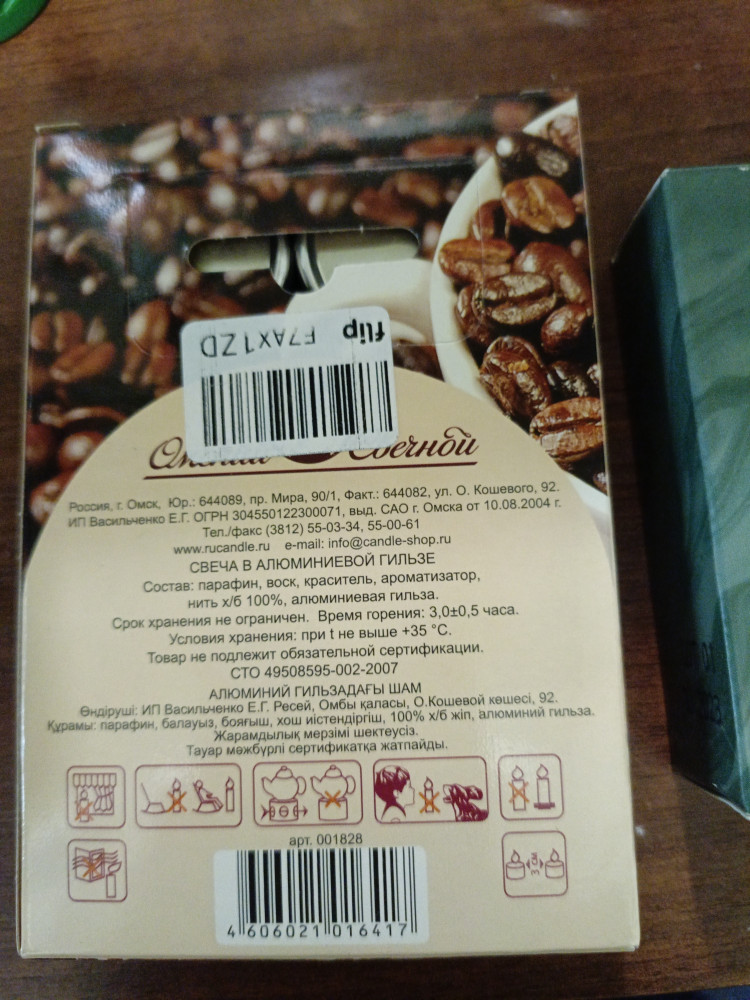 flip F7AX1ZD
Свечной
Россия, г. Омск, Юр.: 644089, пр. Мира, 90/1, Факт.: 644082, ул. О. Кошевого, 92.
ИП Васильченко Е.Г. ОГРН 304550122300071, выд. САО г. Омска от 10.08.2004 г.
Тел./факс (3812) 55-03-34, 55-00-61
www.rucandle.ru e-mail: info@candle-shop.ru
СВЕЧА В АЛЮМИНИЕВОЙ ГИЛЬЗЕ
Состав: парафин, воск, краситель, ароматизатор,
нить х/б 100%, алюминиевая гильза.
Срок хранения не ограничен. Время горения: 3,0±0,5 часа.
Условия хранения: при t не выше +35 °С.
Товар не подлежит обязательной сертификации.
СТО 49508595-002-2007
АЛЮМИНИЙ ГИЛЬЗАДАҒЫ ШАМ
Өндіруші: ИП Васильченко Е.Г. Ресей, Омбы қаласы, О.Кошевой көшесі, 92.
Құрамы: парафин, балауыз, бояғыш, хош иістендіргіш, 100% х/б жіп, алюминий гильза.
Жарамдылық мерзімі шектеусіз.
Тауар мәжбүрлі сертификатқа жатпайды.
арт. 001828
4 606021 016417